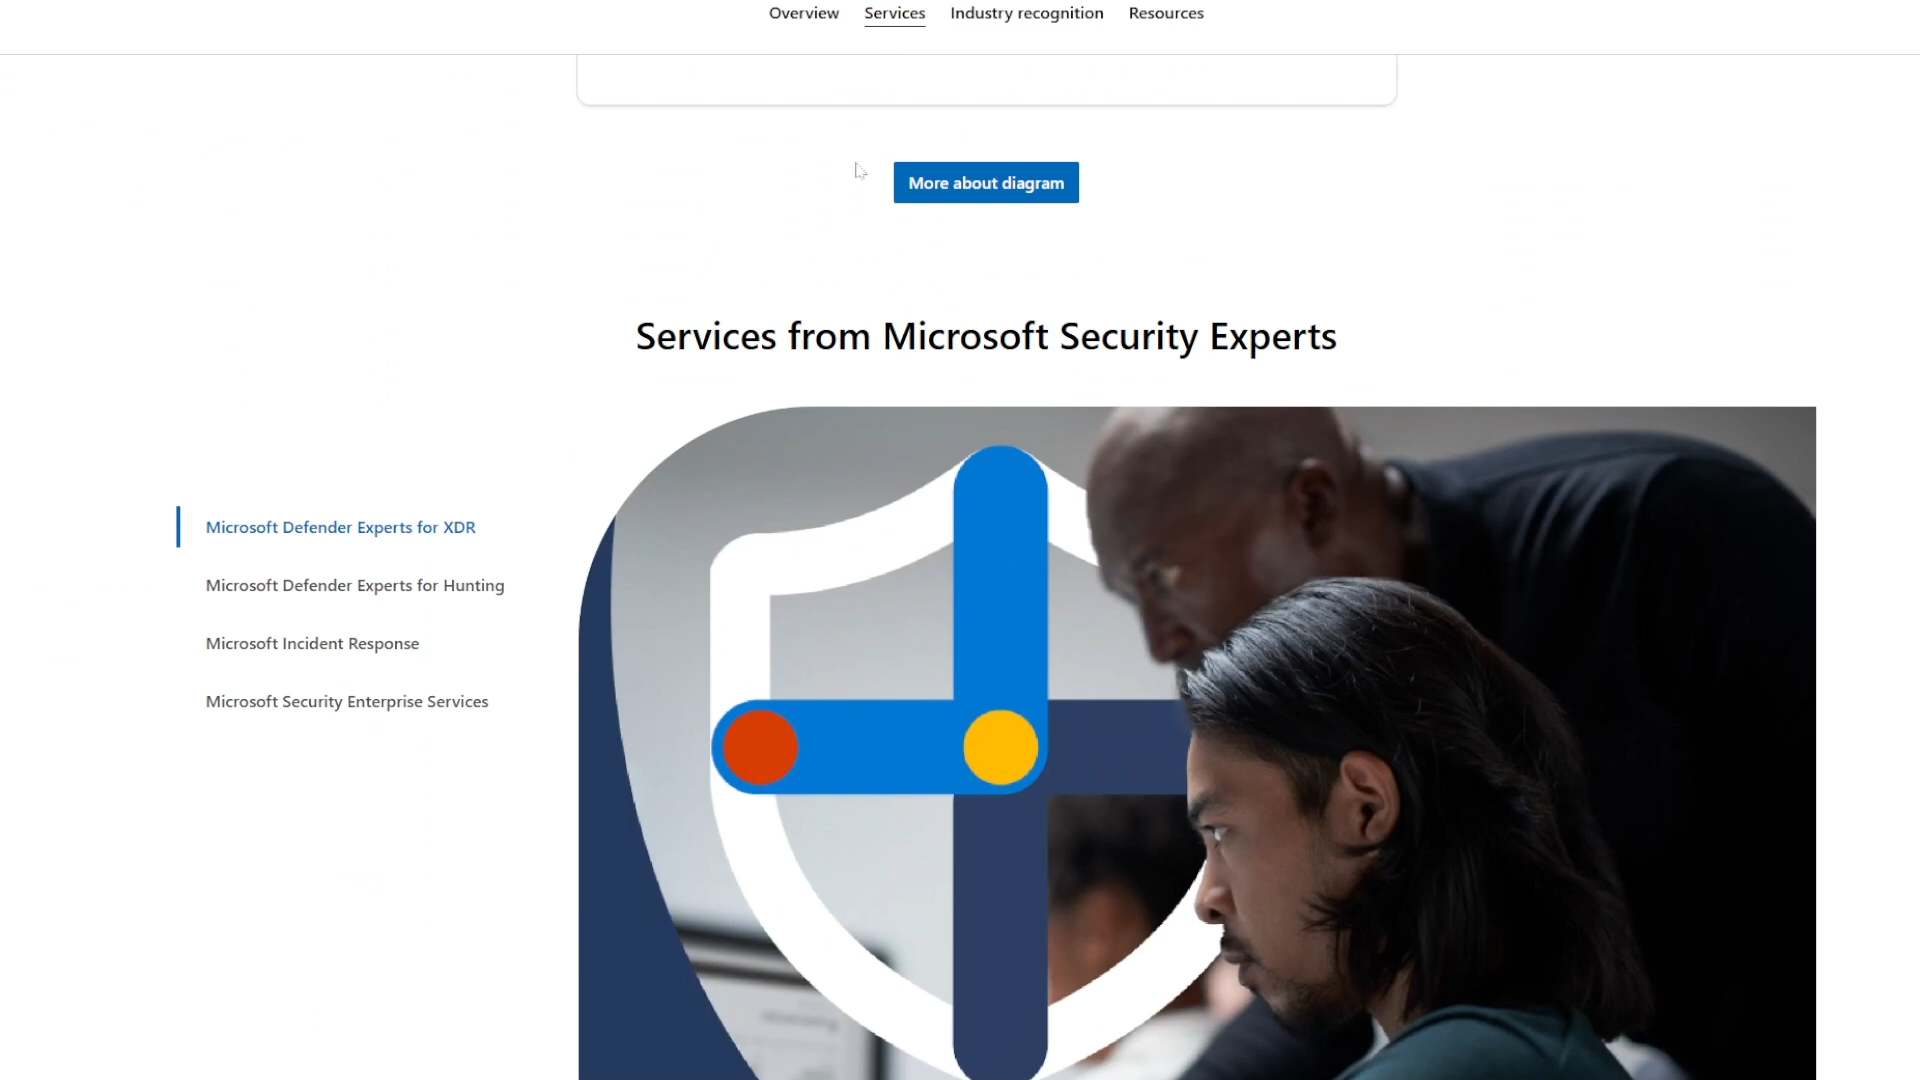 Overview Services Industry recognition Resources
More about diagram
Services from Microsoft Security Experts
Microsoft Defender Experts for XDR
Microsoft Defender Experts for Hunting
Microsoft Incident Response
Microsoft Security Enterprise Services